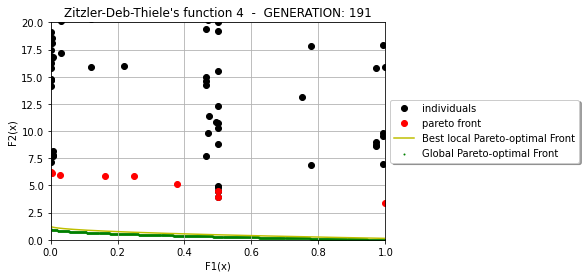 Zitzler-Deb-Thiele's function 4 - GENERATION: 191
20.0
17.5
15.0
12.5
10.0
7.5
5.0
2.5
0.0
F2(x)
0.0 0.2 0.4 0.6 0.8 1.0
F1(x)
individuals
pareto front
Best local Pareto-optimal Front
Global Pareto-optimal Front